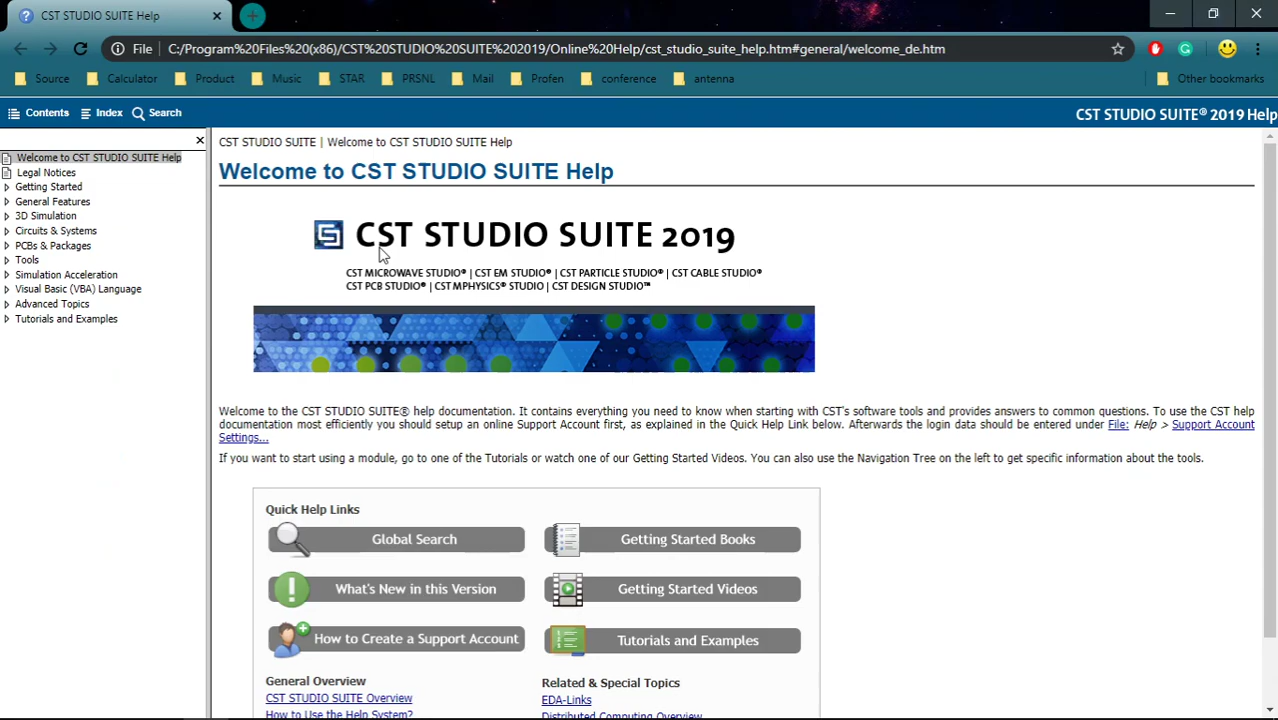 CST STUDIO SUITE Help
File
C:/Program%20Files%20(x86)/CST%20STUDIO%20SUITE%202019/Online%20Help/cst_studio_suite_help.htm#general/welcome_de.htm
Source
Calculator
Product
Music
STAR
PRSNL
Mail
Profen
conference
antenna
Other bookmarks
Contents
Index
Search
CST STUDIO SUITE® 2019 Help
Welcome to CST STUDIO SUITE Help
Legal Notices
Getting Started
General Features
3D Simulation
Circuits & Systems
PCBs & Packages
Tools
Simulation Acceleration
Visual Basic (VBA) Language
Advanced Topics
Tutorials and Examples
CST STUDIO SUITE | Welcome to CST STUDIO SUITE Help
Welcome to CST STUDIO SUITE Help
CST STUDIO SUITE 2019
CST MICROWAVE STUDIO® | CST EM STUDIO® | CST PARTICLE STUDIO® | CST CABLE STUDIO®
CST PCB STUDIO® | CST MPHYSICS® STUDIO | CST DESIGN STUDIO™
Welcome to the CST STUDIO SUITE® help documentation. It contains everything you need to know when starting with CST's software tools and provides answers to common questions. To use the CST help
documentation most efficiently you should setup an online Support Account first, as explained in the Quick Help Link below. Afterwards the login data should be entered under File: Help > Support Account
Settings...
If you want to start using a module, go to one of the Tutorials or watch one of our Getting Started Videos. You can also use the Navigation Tree on the left to get specific information about the tools.
Quick Help Links
Global Search
Getting Started Books
What's New in this Version
Getting Started Videos
How to Create a Support Account
Tutorials and Examples
General Overview
Related & Special Topics
CST STUDIO SUITE Overview
EDA-Links
How to Use the Help System?
Distributed Computing Overview